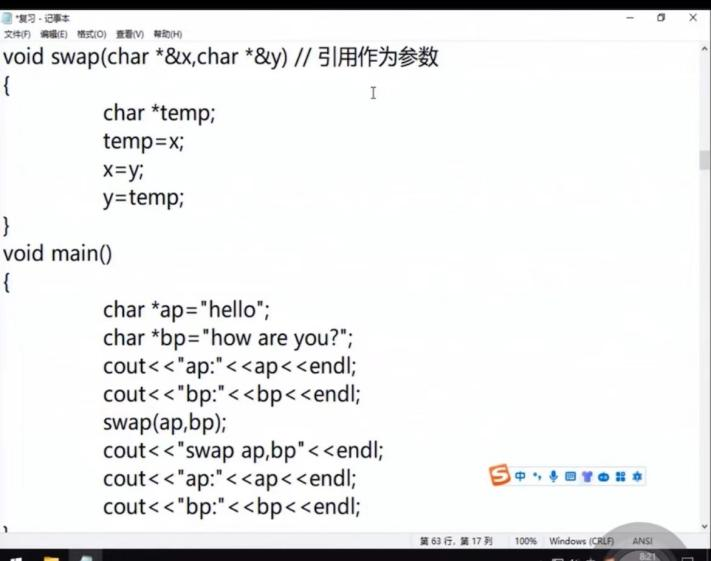 *复习 - 记事本
文件(F) 编辑(E) 格式(O) 查看(V) 帮助(H)
void swap(char *&x,char *&y) // 引用作为参数
{
char *temp;
temp=x;
x=y;
y=temp;
}
void main()
{
char *ap="hello";
char *bp="how are you?";
cout<<"ap:"<<ap<<endl;
cout<<"bp:"<<bp<<endl;
swap(ap,bp);
cout<<"swap ap,bp"<<endl;
cout<<"ap:"<<ap<<endl;
cout<<"bp:"<<bp<<endl;
中
第 63 行，第 17 列 100% Windows (CRLF) ANSI
8:21